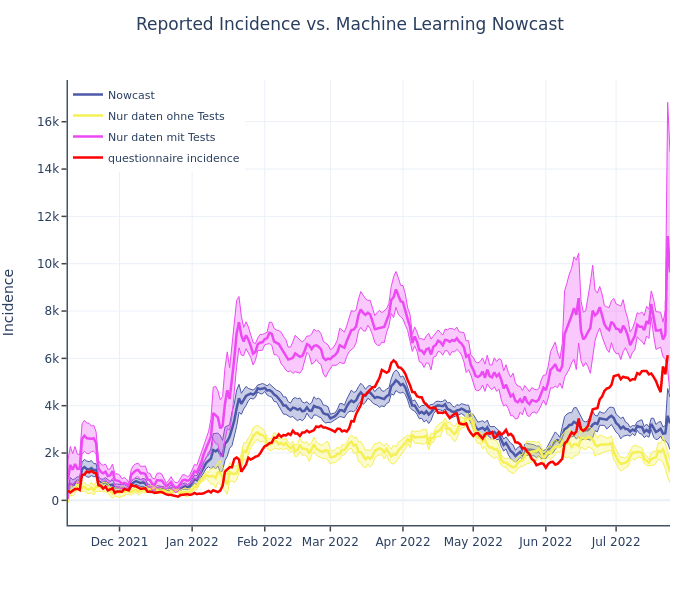 Reported Incidence vs. Machine Learning Nowcast
Nowcast
Nur daten ohne Tests
Nur daten mit Tests
questionnaire incidence
Incidence
16k
14k
12k
10k
8k
6k
4k
2k
0
Dec 2021
Jan 2022
Feb 2022
Mar 2022
Apr 2022
May 2022
Jun 2022
Jul 2022